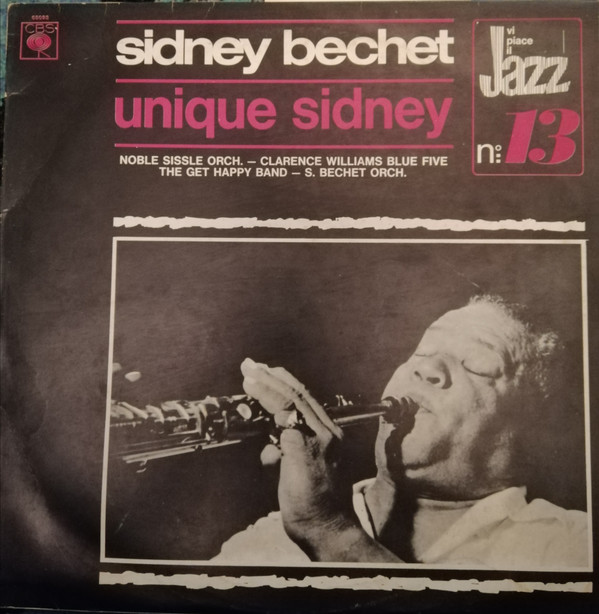 CBS
sidney bechet
unique sidney
NOBLE SISSLE ORCH. – CLARENCE WILLIAMS BLUE FIVE
THE GET HAPPY BAND – S. BECHET ORCH.
vi
piace
il
Jazz
n:o 13